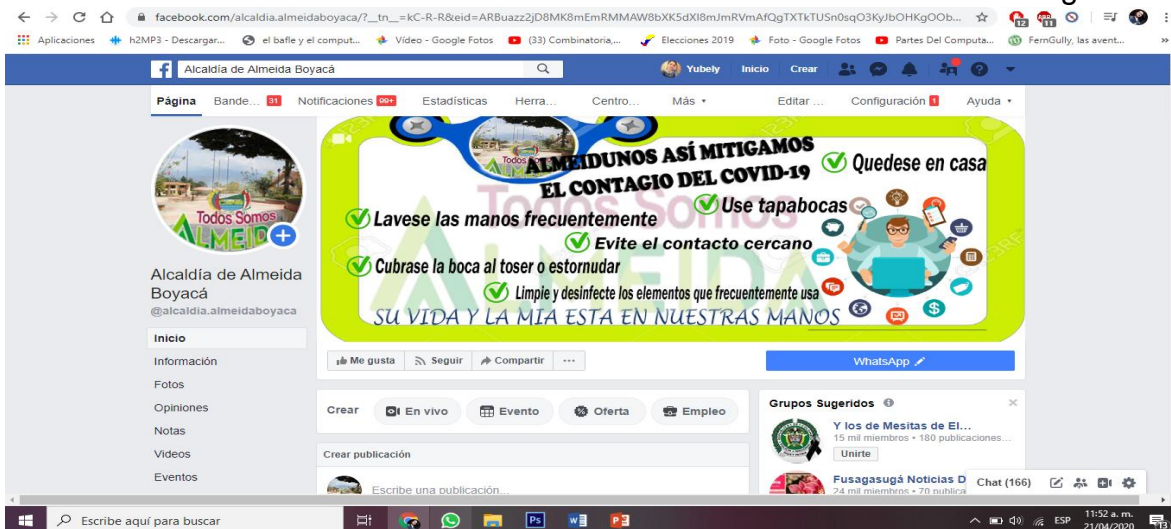 facebook.com/alcaldia.almeidaboyaca/?_tn_=kC-R-R&eid=ARBuazz2jD8MK8mEmRMMAW8bXK5dXI8mJmRVmAfQgTXTkTUSn0sqO3KyJbOHKgOOb...
12
11
Aplicaciones h2MP3 - Descargar... el bafle y el comput... Vídeo - Google Fotos (33) Combinatoria,... Elecciones 2019 Foto - Google Fotos Partes Del Computa... FernGully, las avent... »
Alcaldía de Almeida Boyacá Yubely Inicio Crear
Página Bande... 31 Notificaciones 99+ Estadísticas Herra... Centro... Más Editar ... Configuración 1 Ayuda
Todos Somos
ALMEIDA
ALMEIDUNOS ASÍ MITIGAMOS
EL CONTAGIO DEL COVID-19
Quedese en casa
Use tapabocas
Lavese las manos frecuentemente
Evite el contacto cercano
Cubrase la boca al toser o estornudar
Limpie y desinfecte los elementos que frecuentemente usa
SU VIDA Y LA MIA ESTA EN NUESTRAS MANOS
Todos Somos
ALMEIDA
Alcaldía de Almeida
Boyacá
@alcaldia.almeidaboyaca
Inicio
Información
Fotos
Opiniones
Notas
Videos
Eventos
Me gusta Seguir Compartir ...
WhatsApp
Crear En vivo Evento Oferta Empleo
Crear publicación
Escribe una publicación...
Grupos Sugeridos
Y los de Mesitas de El...
15 mil miembros • 180 publicaciones...
Unirte
Fusagasugá Noticias D
24 mil miembros • 70 publica
Chat (166)
Escribe aquí para buscar
Ps
ESP
11:52 a. m.
21/04/2020